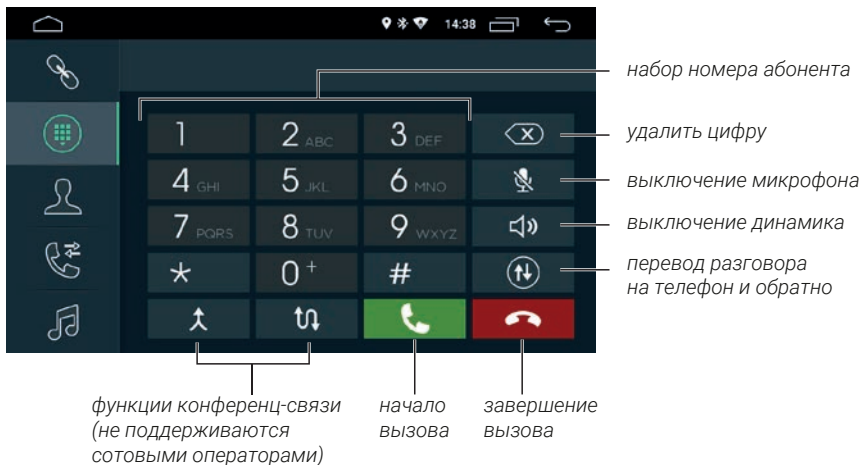 14:38
набор номера абонента
1 2 ABC 3 DEF
удалить цифру
4 GHI 5 JKL 6 MNO
выключение микрофона
7 PQRS 8 TUV 9 WXYZ
выключение динамика
* 0 + #
перевод разговора
на телефон и обратно
функции конференц-связи
(не поддерживаются
сотовыми операторами)
начало
вызова
завершение
вызова